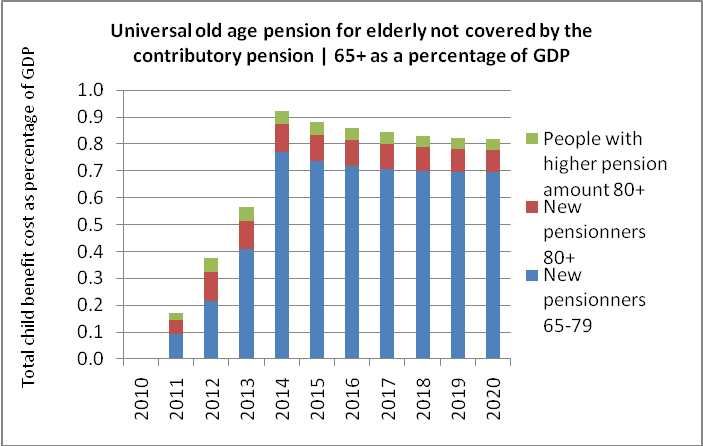 Universal old age pension for elderly not covered by the
contributory pension | 65+ as a percentage of GDP
Total child benefit cost as percentage of GDP
1.0
0.9
0.8
0.7
0.6
0.5
0.4
0.3
0.2
0.1
0.0
2010
2011
2012
2013
2014
2015
2016
2017
2018
2019
2020
People with
higher pension
amount 80+
New
pensionners
80+
New
pensionners
65-79